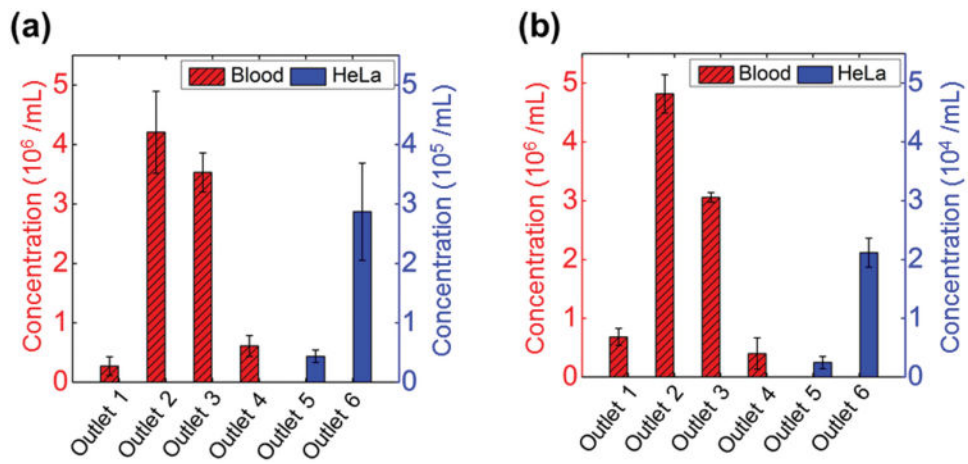 (a)
Blood HeLa
Concentration (10⁶ /mL)
5
4
3
2
1
0
Concentration (10⁵ /mL)
5
4
3
2
1
0
Outlet 1
Outlet 2
Outlet 3
Outlet 4
Outlet 5
Outlet 6
(b)
Blood HeLa
Concentration (10⁶ /mL)
5
4
3
2
1
0
Concentration (10⁴ /mL)
5
4
3
2
1
0
Outlet 1
Outlet 2
Outlet 3
Outlet 4
Outlet 5
Outlet 6